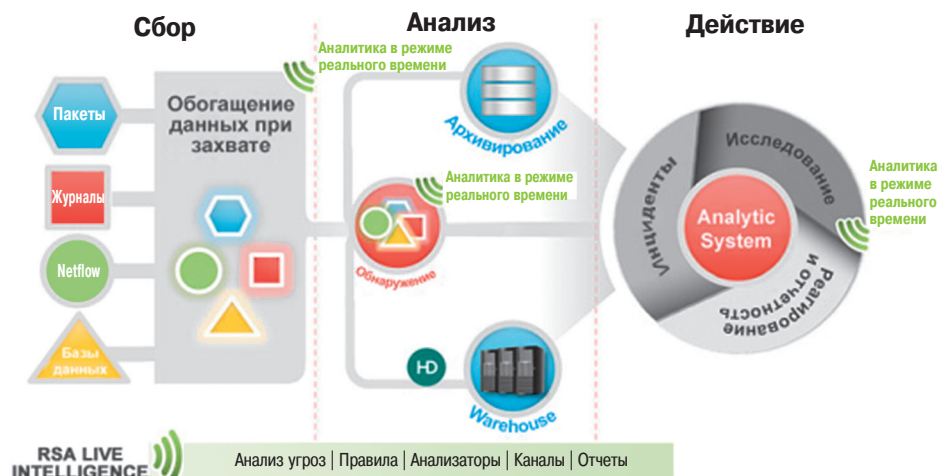 Сбор
Анализ
Действие
Аналитика в режиме
реального времени
Пакеты
Журналы
Netflow
Базы
данных
Обогащение
данных при
захвате
Архивирование
Аналитика в режиме
реального времени
Обнаружение
HD
Warehouse
Инциденты
Исследование
Реагирование
и отчетность
Analytic
System
Аналитика
в режиме
реального
времени
RSA LIVE
INTELLIGENCE
Анализ угроз | Правила | Анализаторы | Каналы | Отчеты